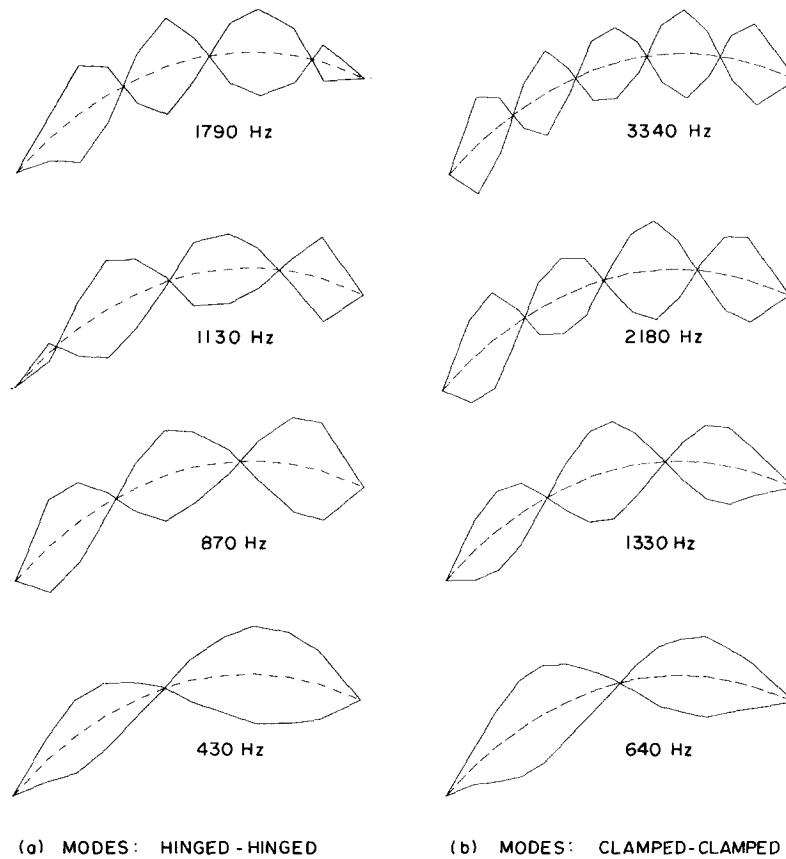 1790 Hz
3340 Hz
1130 Hz
2180 Hz
870 Hz
1330 Hz
430 Hz
640 Hz
(a) MODES: HINGED-HINGED
(b) MODES: CLAMPED-CLAMPED